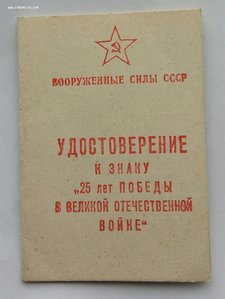 ВООРУЖЕННЫЕ СИЛЫ СССР
УДОСТОВЕРЕНИЕ
К ЗНАКУ
„25 лет ПОБЕДЫ
В ВЕЛИКОЙ ОТЕЧЕСТВЕННОЙ
ВОЙНЕ“